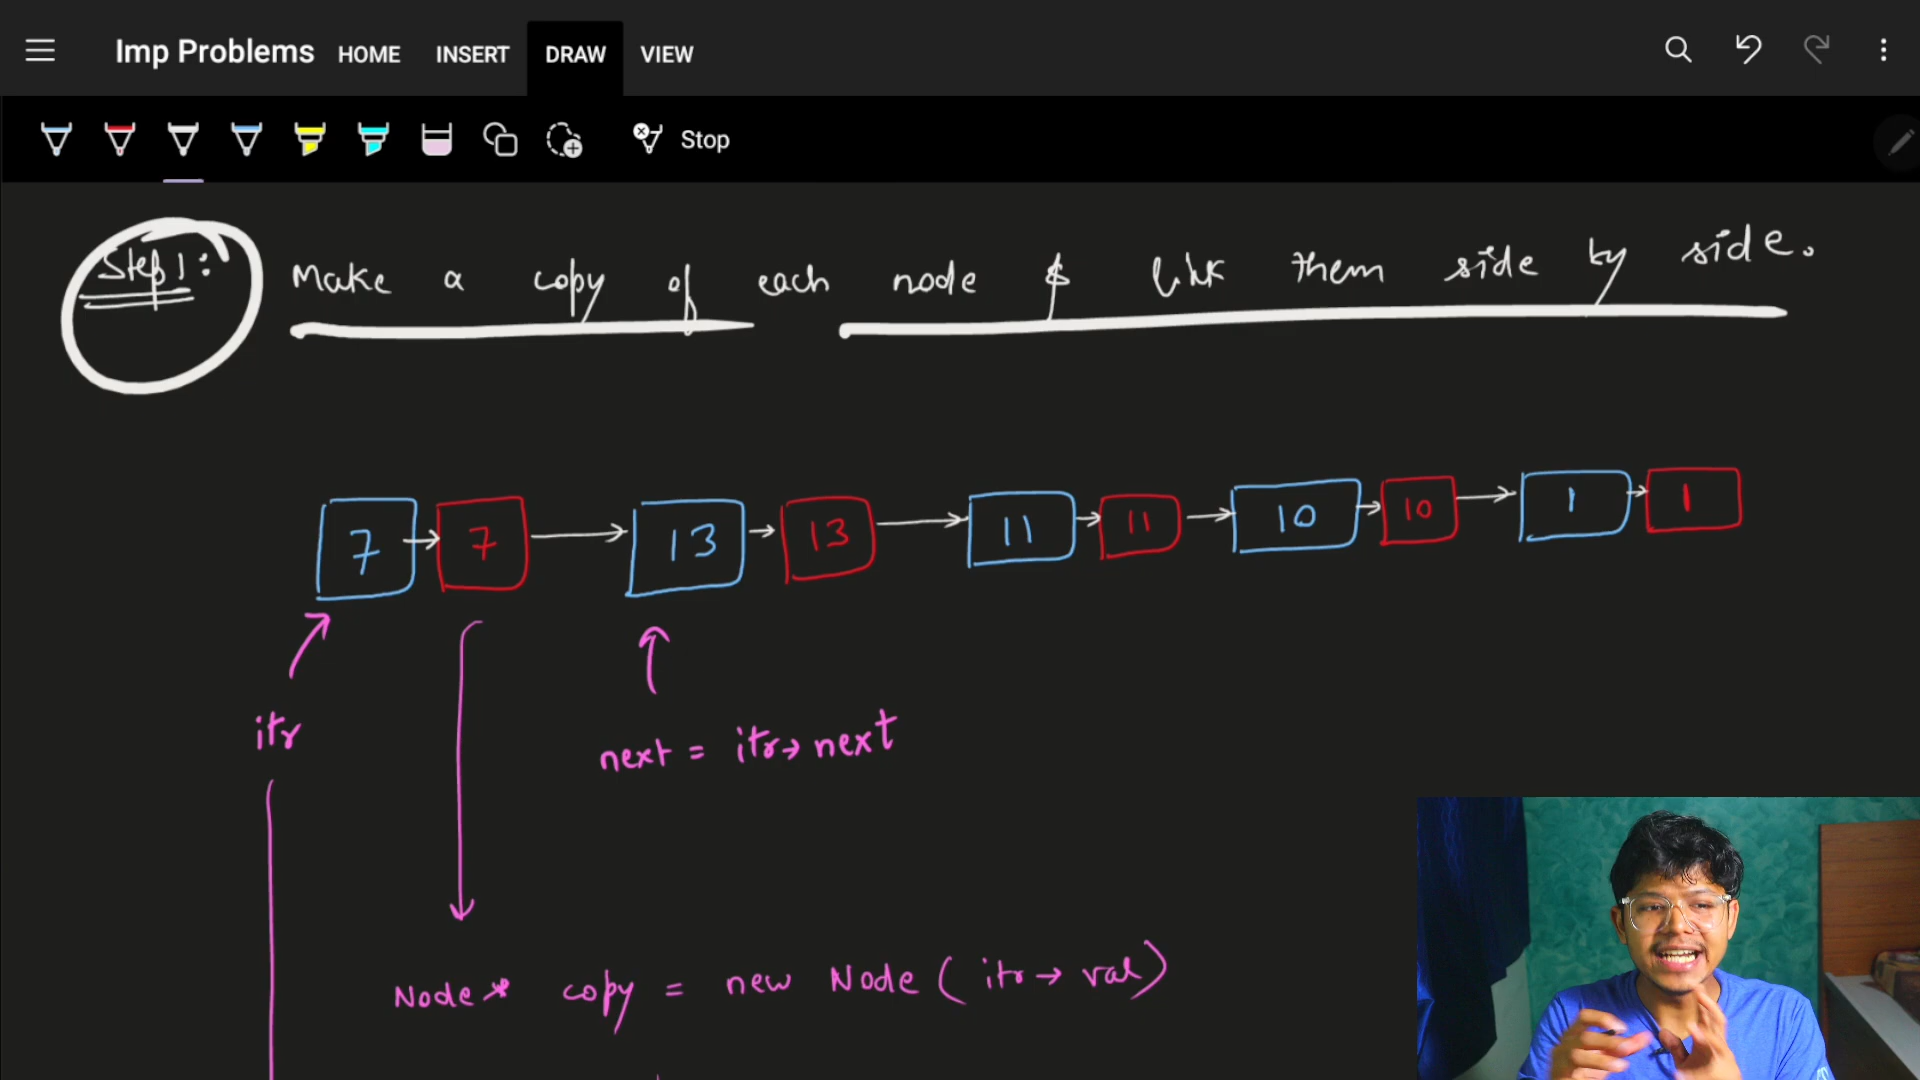 Imp Problems HOME INSERT DRAW VIEW
Stop
Step 1: Make a copy of each node & link them side by side.
7 7 13 13 11 11 10 10 1 1
itr
next = itr→next
Node* copy = new Node(itr→val)